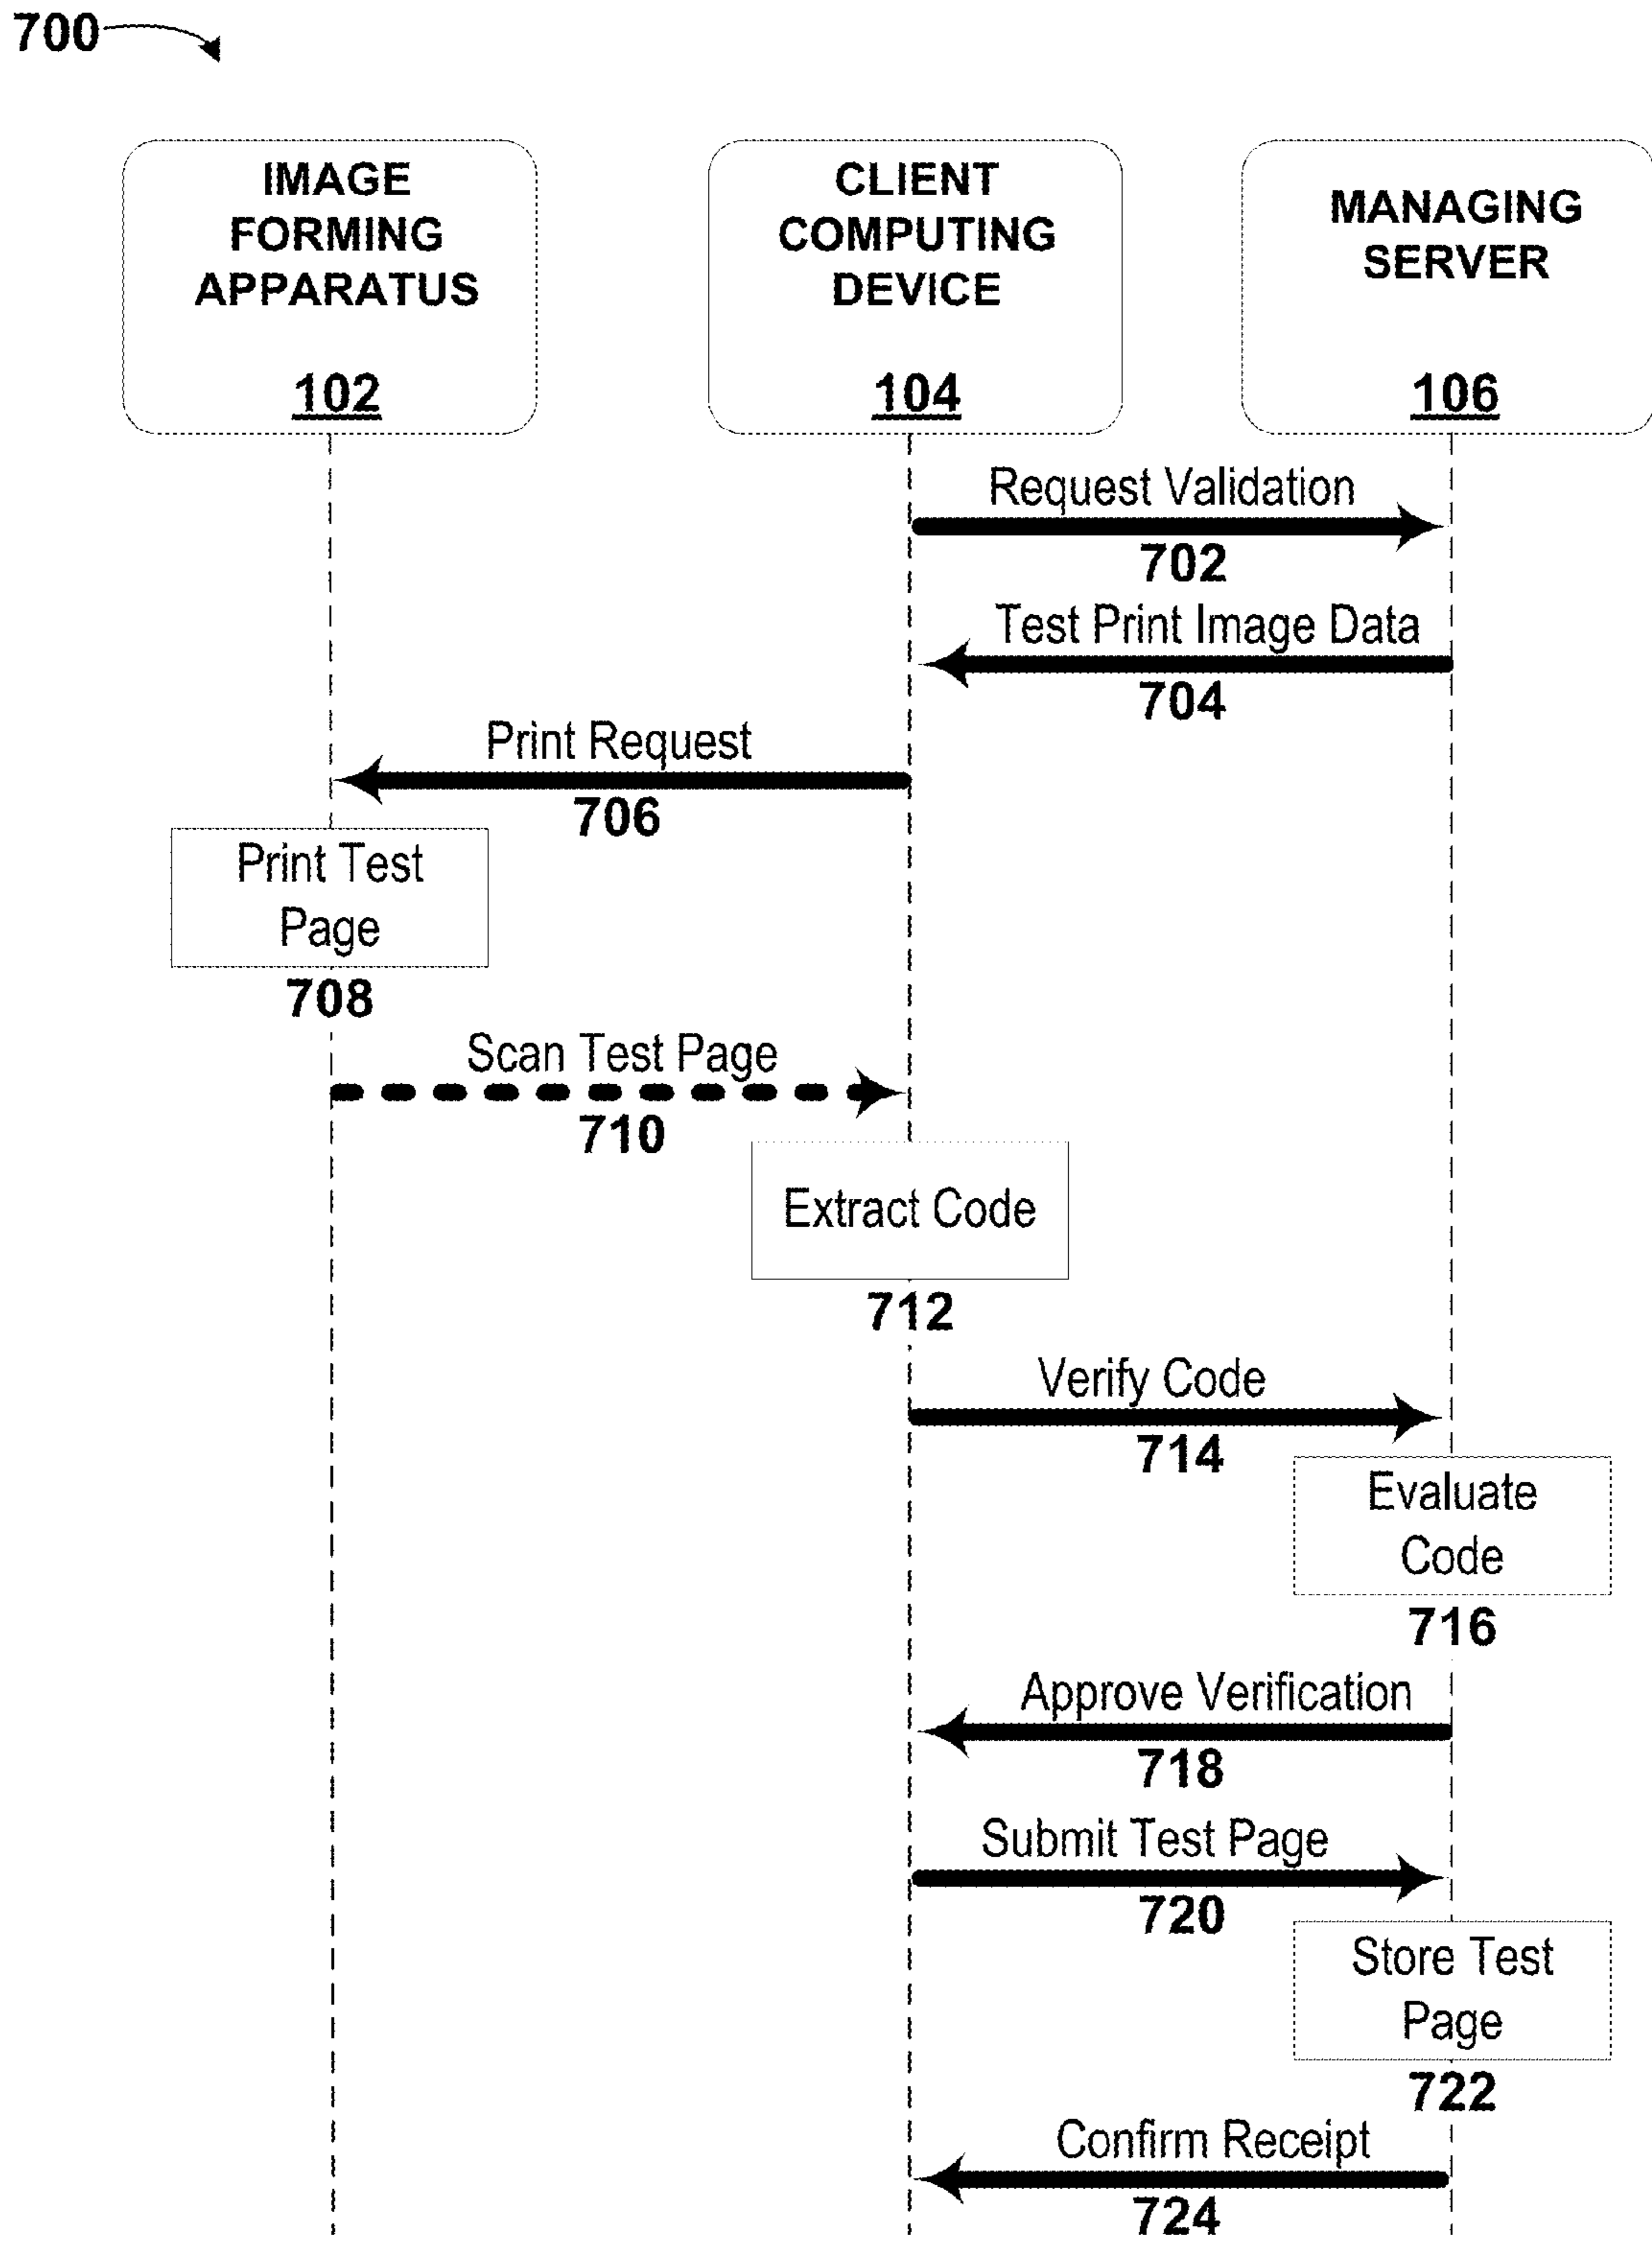 700
IMAGE
FORMING
APPARATUS
102
CLIENT
COMPUTING
DEVICE
104
MANAGING
SERVER
106
Request Validation
702
Test Print Image Data
704
Print Request
706
Print Test
Page
708
Scan Test Page
710
Extract Code
712
Verify Code
714
Evaluate
Code
716
Approve Verification
718
Submit Test Page
720
Store Test
Page
722
Confirm Receipt
724